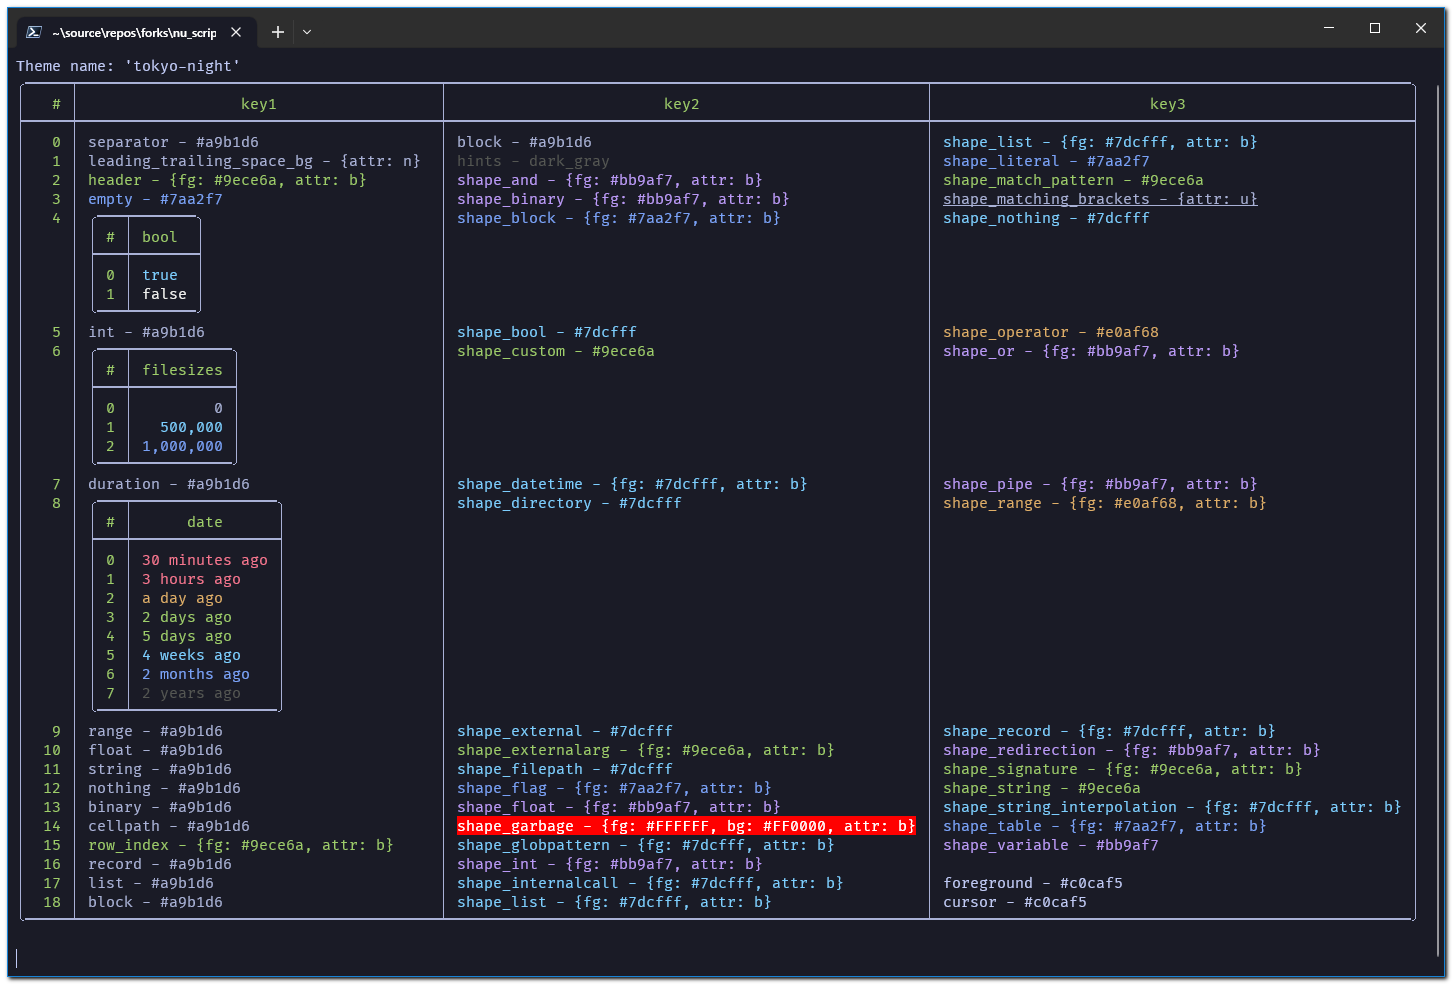 ~\source\repos\forks\nu_scrip
Theme name: 'tokyo-night'
# key1 key2 key3
0 separator - #a9b1d6 block - #a9b1d6 shape_list - {fg: #7dcfff, attr: b}
1 leading_trailing_space_bg - {attr: n} hints - dark_gray shape_literal - #7aa2f7
2 header - {fg: #9ece6a, attr: b} shape_and - {fg: #bb9af7, attr: b} shape_match_pattern - #9ece6a
3 empty - #7aa2f7 shape_binary - {fg: #bb9af7, attr: b} shape_matching_brackets - {attr: u}
4 shape_block - {fg: #7aa2f7, attr: b} shape_nothing - #7dcfff
# bool
0 true
1 false
5 int - #a9b1d6 shape_bool - #7dcfff shape_operator - #e0af68
6 shape_custom - #9ece6a shape_or - {fg: #bb9af7, attr: b}
# filesizes
0 0
1 500,000
2 1,000,000
7 duration - #a9b1d6 shape_datetime - {fg: #7dcfff, attr: b} shape_pipe - {fg: #bb9af7, attr: b}
8 shape_directory - #7dcfff shape_range - {fg: #e0af68, attr: b}
# date
0 30 minutes ago
1 3 hours ago
2 a day ago
3 2 days ago
4 5 days ago
5 4 weeks ago
6 2 months ago
7 2 years ago
9 range - #a9b1d6 shape_external - #7dcfff shape_record - {fg: #7dcfff, attr: b}
10 float - #a9b1d6 shape_externalarg - {fg: #9ece6a, attr: b} shape_redirection - {fg: #bb9af7, attr: b}
11 string - #a9b1d6 shape_filepath - #7dcfff shape_signature - {fg: #9ece6a, attr: b}
12 nothing - #a9b1d6 shape_flag - {fg: #7aa2f7, attr: b} shape_string - #9ece6a
13 binary - #a9b1d6 shape_float - {fg: #bb9af7, attr: b} shape_string_interpolation - {fg: #7dcfff, attr: b}
14 cellpath - #a9b1d6 shape_garbage - {fg: #FFFFFF, bg: #FF0000, attr: b} shape_table - {fg: #7aa2f7, attr: b}
15 row_index - {fg: #9ece6a, attr: b} shape_globpattern - {fg: #7dcfff, attr: b} shape_variable - #bb9af7
16 record - #a9b1d6 shape_int - {fg: #bb9af7, attr: b}
17 list - #a9b1d6 shape_internalcall - {fg: #7dcfff, attr: b} foreground - #c0caf5
18 block - #a9b1d6 shape_list - {fg: #7dcfff, attr: b} cursor - #c0caf5